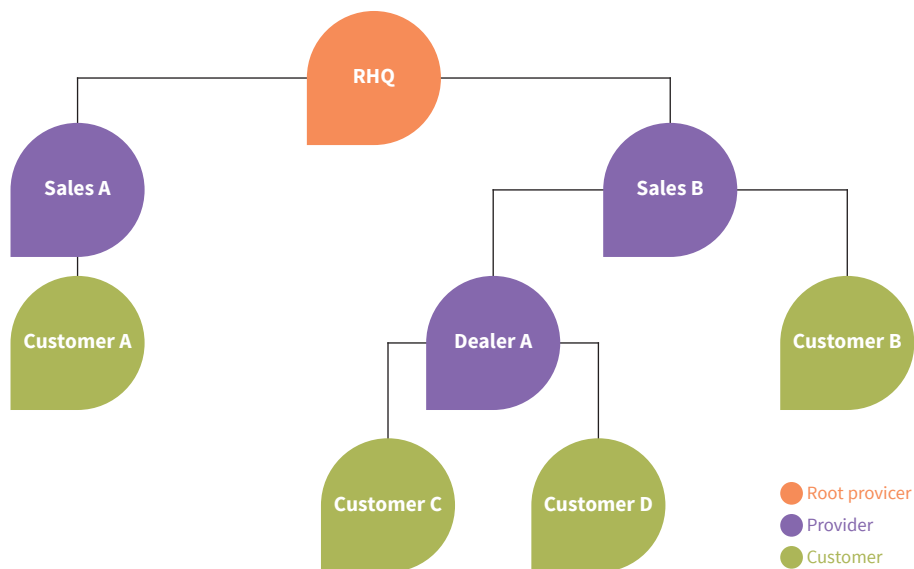 RHQ
Sales A
Sales B
Customer A
Dealer A
Customer B
Customer C
Customer D
Root provicer
Provider
Customer